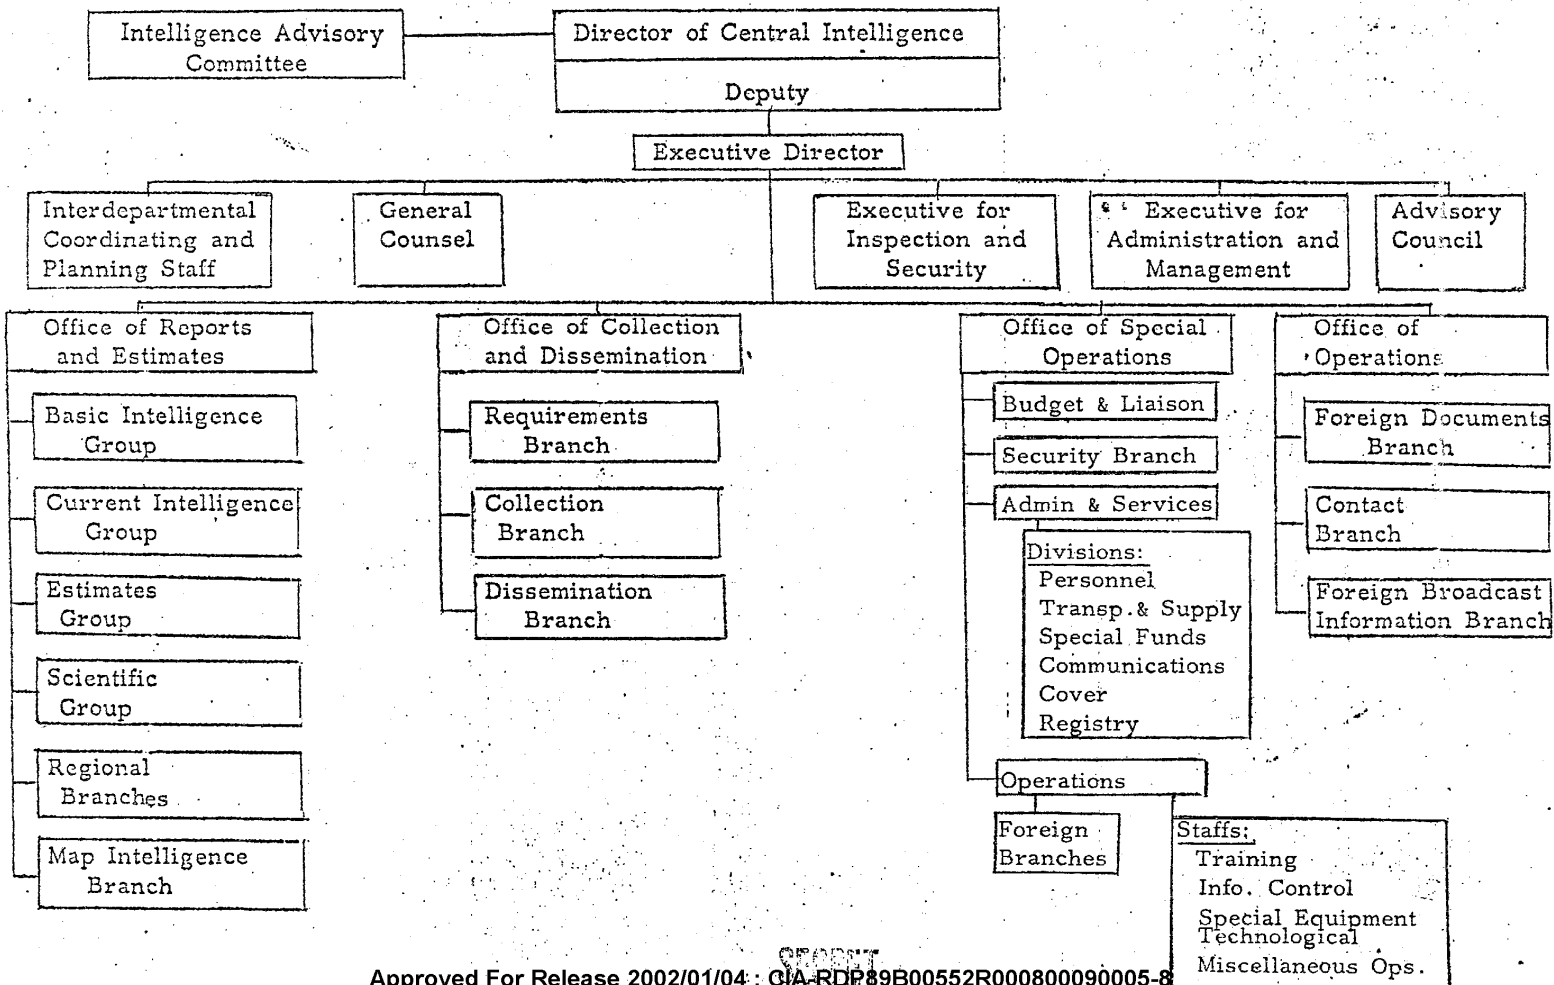 Intelligence Advisory
Committee
Director of Central Intelligence
Deputy
Executive Director
Interdepartmental
Coordinating and
Planning Staff
General
Counsel
Executive for
Inspection and
Security
Executive for
Administration and
Management
Advisory
Council
Office of Reports
and Estimates
Basic Intelligence
Group
Current Intelligence
Group
Estimates
Group
Scientific
Group
Regional
Branches
Map Intelligence
Branch
Office of Collection
and Dissemination
Requirements
Branch
Collection
Branch
Dissemination
Branch
Office of Special
Operations
Budget & Liaison
Security Branch
Admin & Services
Divisions:
Personnel
Transp. & Supply
Special Funds
Communications
Cover
Registry
Operations
Foreign
Branches
Staffs:
Training
Info. Control
Special Equipment
Technological
Miscellaneous Ops.
Office of
Operations
Foreign Documents
Branch
Contact
Branch
Foreign Broadcast
Information Branch
SECRET
Approved For Release 2002/01/04 : CIA-RDP89B00552R000800090005-8